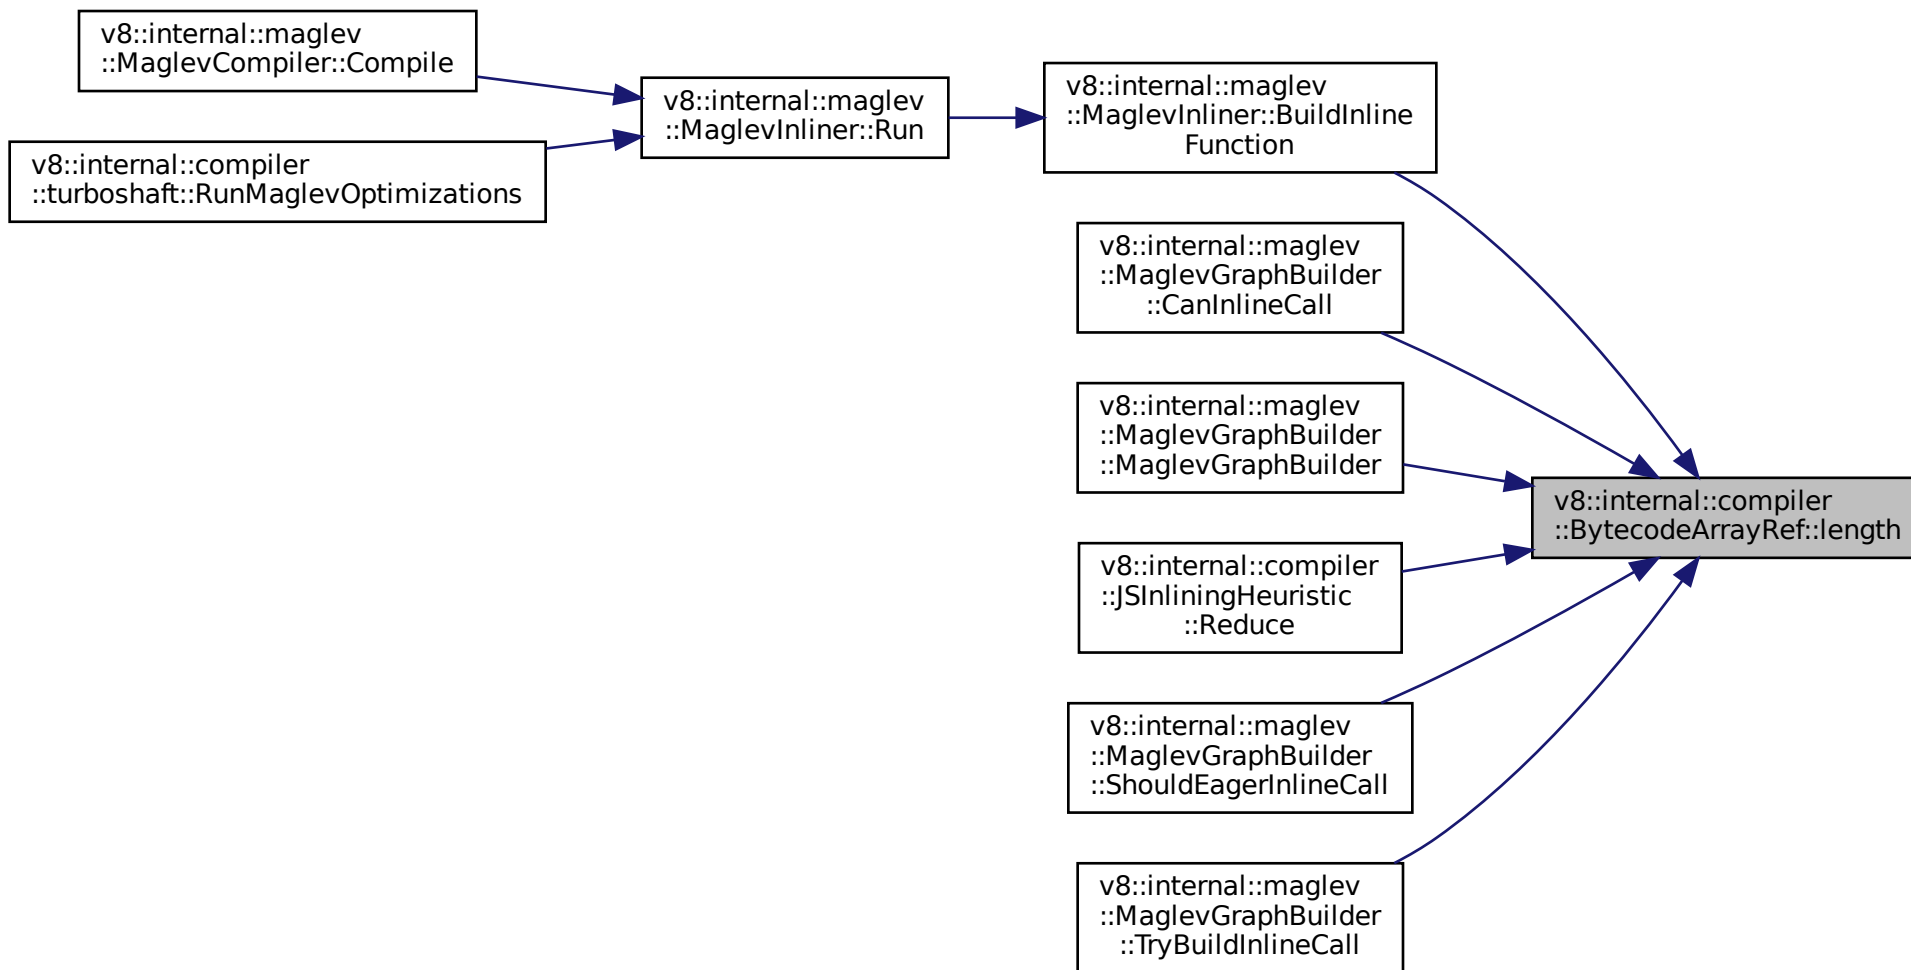 v8::internal::maglev
::MaglevCompiler::Compile
v8::internal::compiler
::turboshaft::RunMaglevOptimizations
v8::internal::maglev
::MaglevInliner::Run
v8::internal::maglev
::MaglevInliner::BuildInline
Function
v8::internal::maglev
::MaglevGraphBuilder
::CanInlineCall
v8::internal::maglev
::MaglevGraphBuilder
::MaglevGraphBuilder
v8::internal::compiler
::JSInliningHeuristic
::Reduce
v8::internal::maglev
::MaglevGraphBuilder
::ShouldEagerInlineCall
v8::internal::maglev
::MaglevGraphBuilder
::TryBuildInlineCall
v8::internal::compiler
::BytecodeArrayRef::length